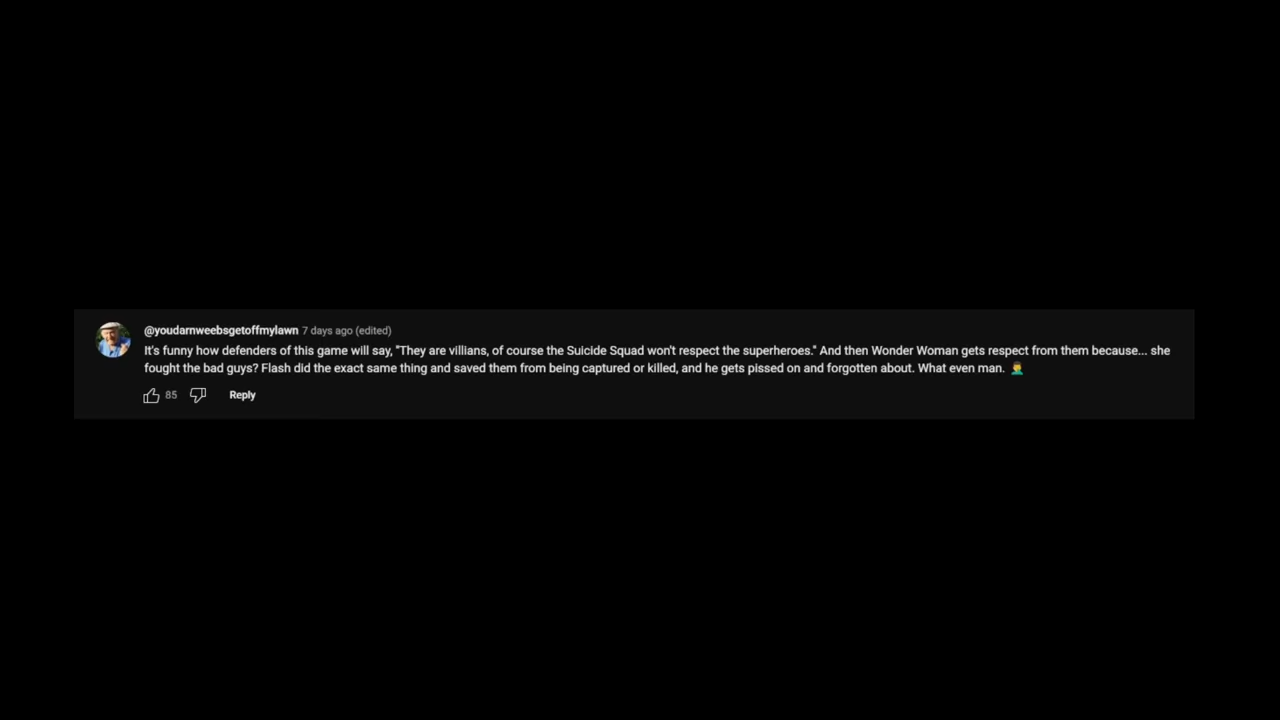 @youdarnweebsgetoffmylawn 7 days ago (edited)
It's funny how defenders of this game will say, "They are villians, of course the Suicide Squad won't respect the superheroes." And then Wonder Woman gets respect from them because... she
fought the bad guys? Flash did the exact same thing and saved them from being captured or killed, and he gets pissed on and forgotten about. What even man. 🤦‍♂️
85 Reply